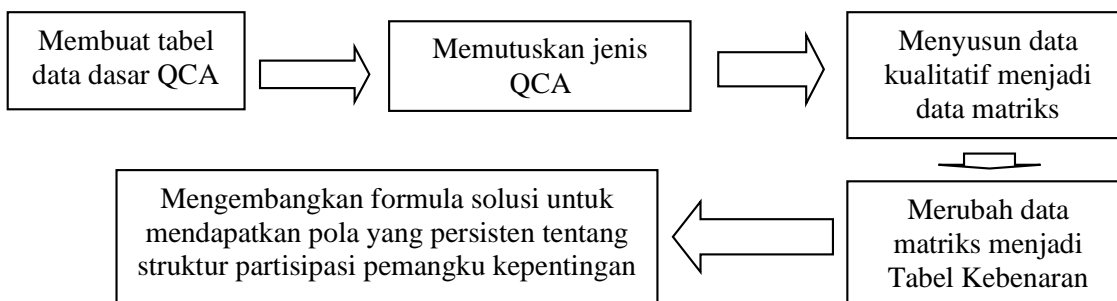 Membuat tabel
data dasar QCA
Memutuskan jenis
QCA
Menyusun data
kualitatif menjadi
data matriks
Merubah data
matriks menjadi
Tabel Kebenaran
Mengembangkan formula solusi untuk
mendapatkan pola yang persisten tentang
struktur partisipasi pemangku kepentingan